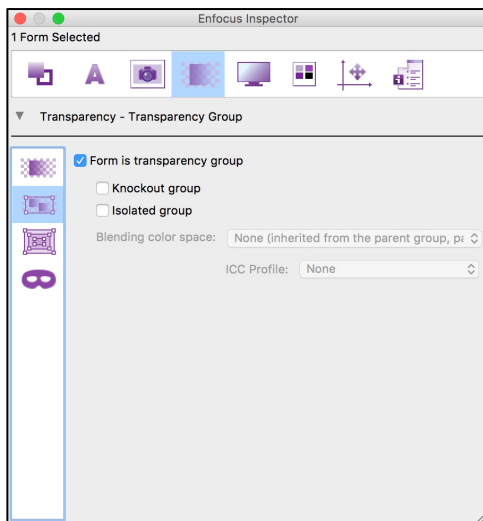 Enfocus Inspector
1 Form Selected
Transparency - Transparency Group
Form is transparency group
Knockout group
Isolated group
Blending color space: None (inherited from the parent group, pa
ICC Profile: None